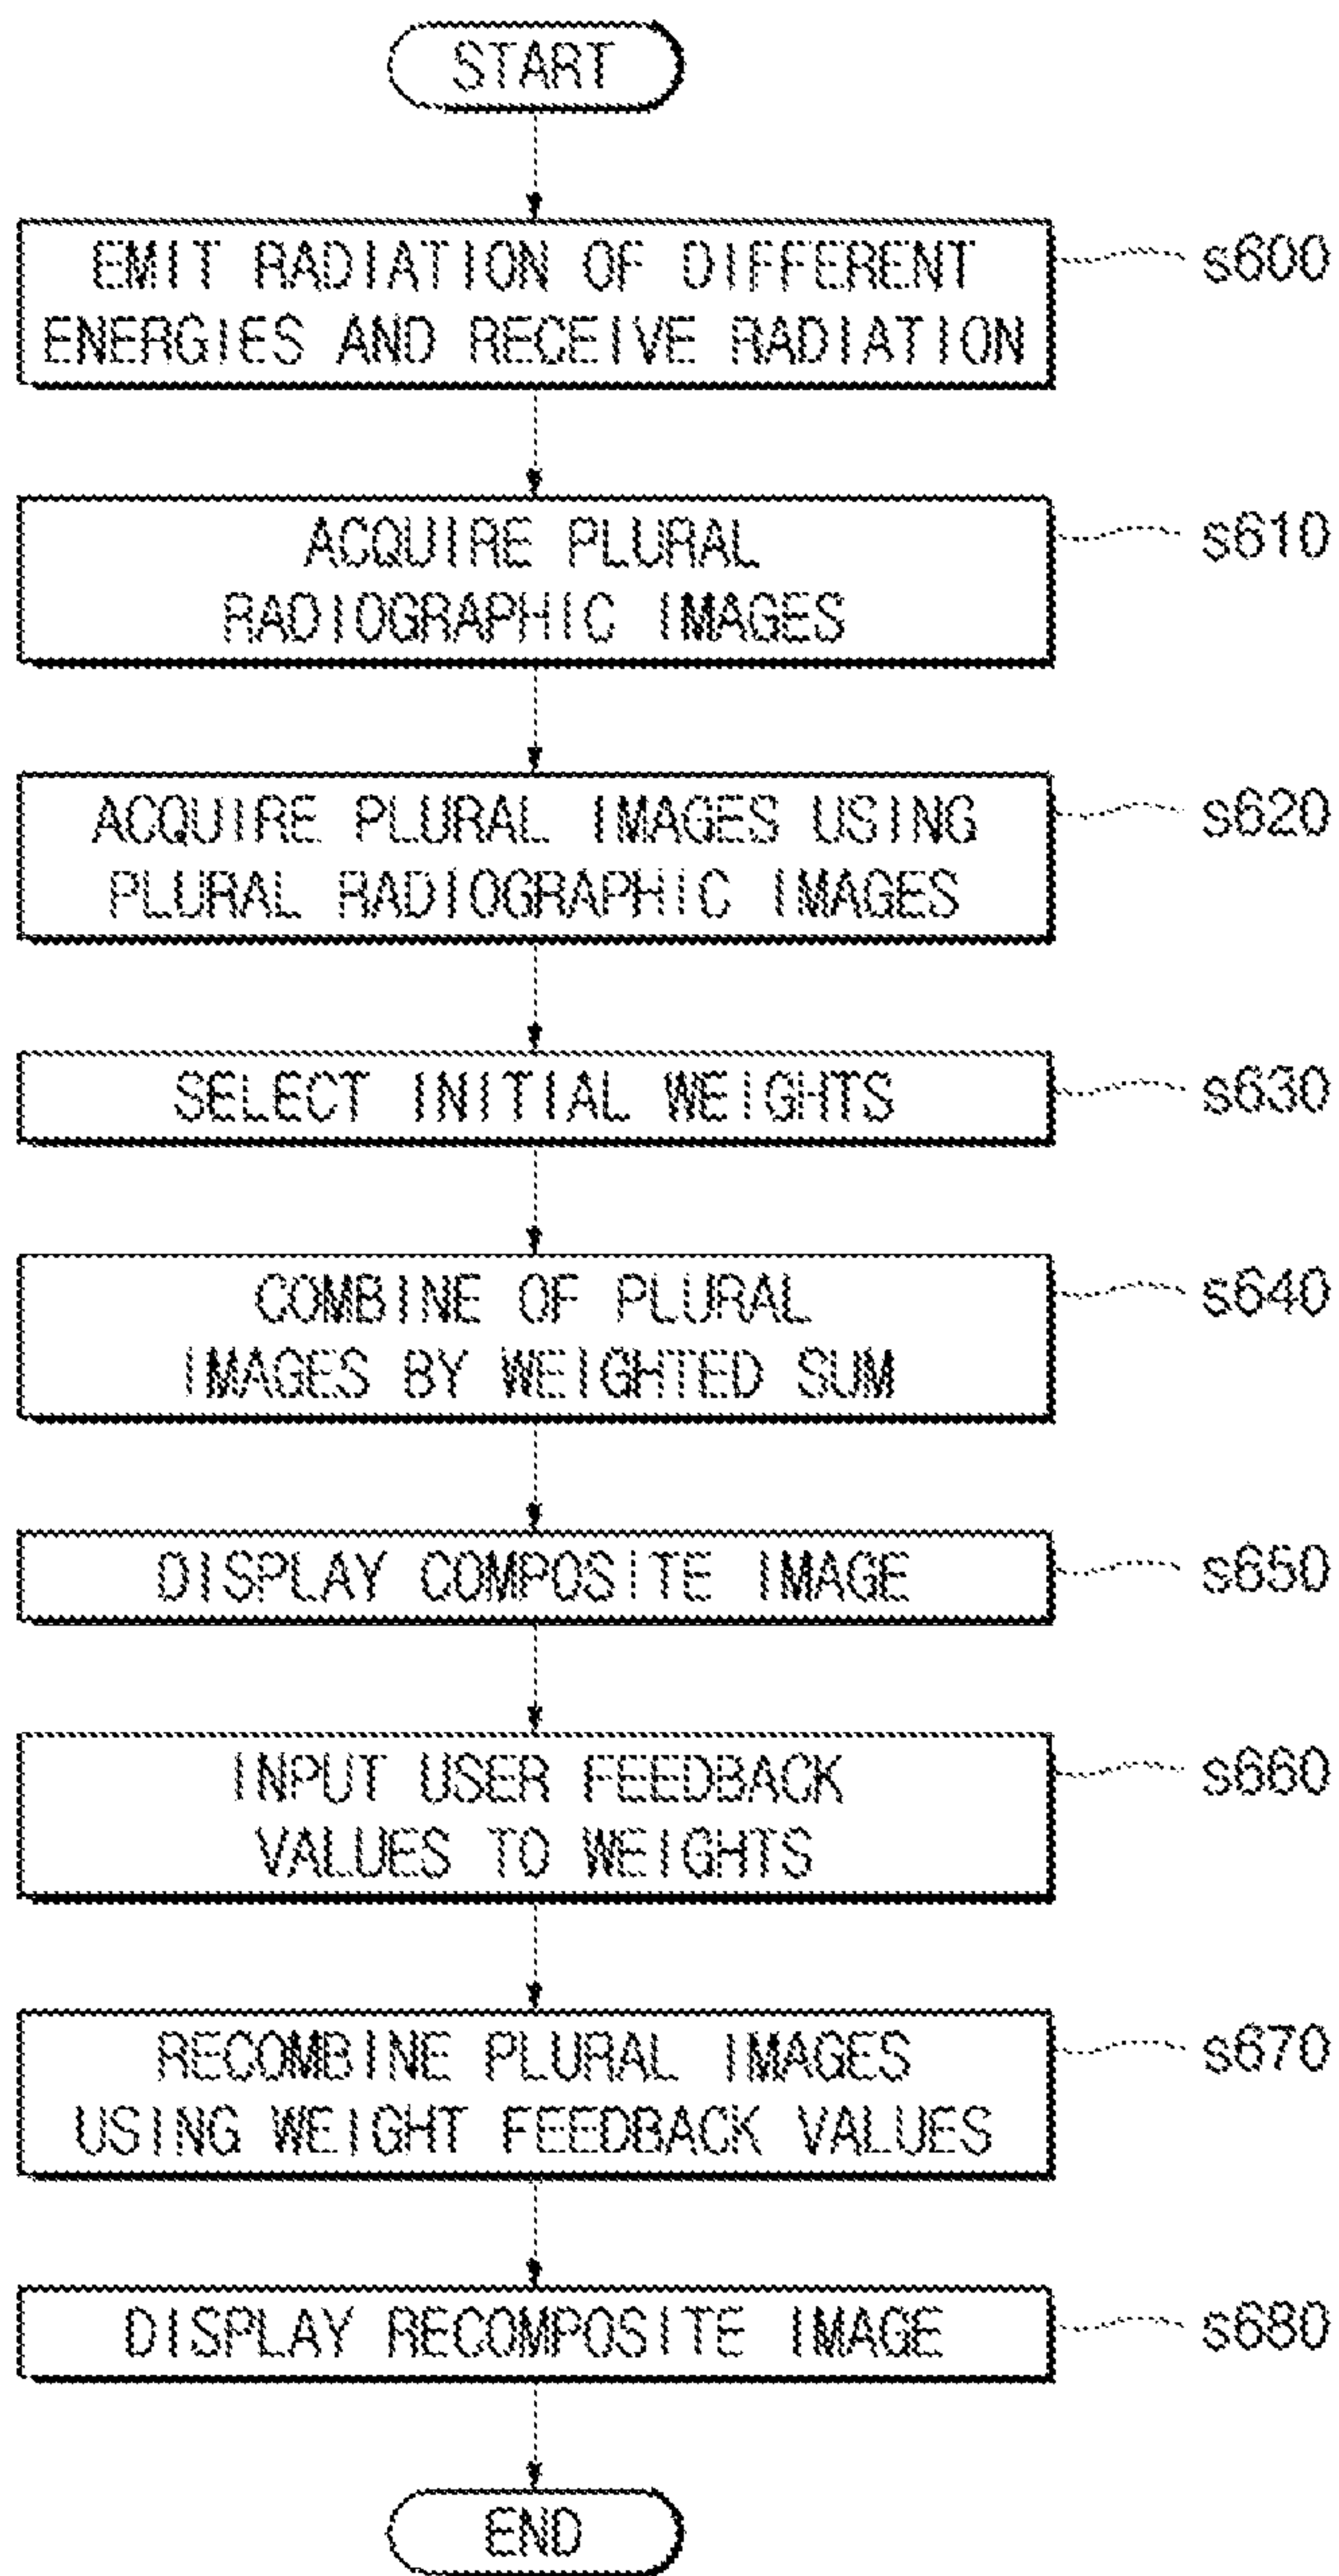 START
EMIT RADIATION OF DIFFERENT
ENERGIES AND RECEIVE RADIATION
s600
ACQUIRE PLURAL
RADIOGRAPHIC IMAGES
s610
ACQUIRE PLURAL IMAGES USING
PLURAL RADIOGRAPHIC IMAGES
s620
SELECT INITIAL WEIGHTS
s630
COMBINE OF PLURAL
IMAGES BY WEIGHTED SUM
s640
DISPLAY COMPOSITE IMAGE
s650
INPUT USER FEEDBACK
VALUES TO WEIGHTS
s660
RECOMBINE PLURAL IMAGES
USING WEIGHT FEEDBACK VALUES
s670
DISPLAY RECOMPOSITE IMAGE
s680
END